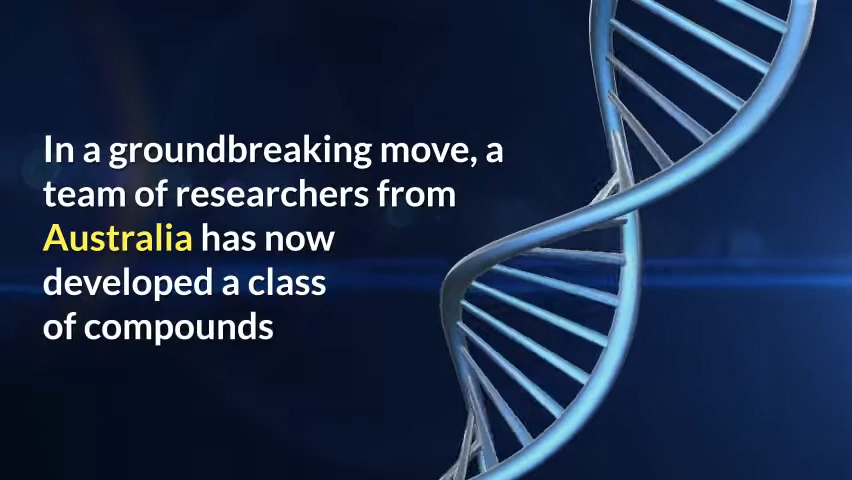 In a groundbreaking move, a
team of researchers from
Australia has now
developed a class
of compounds